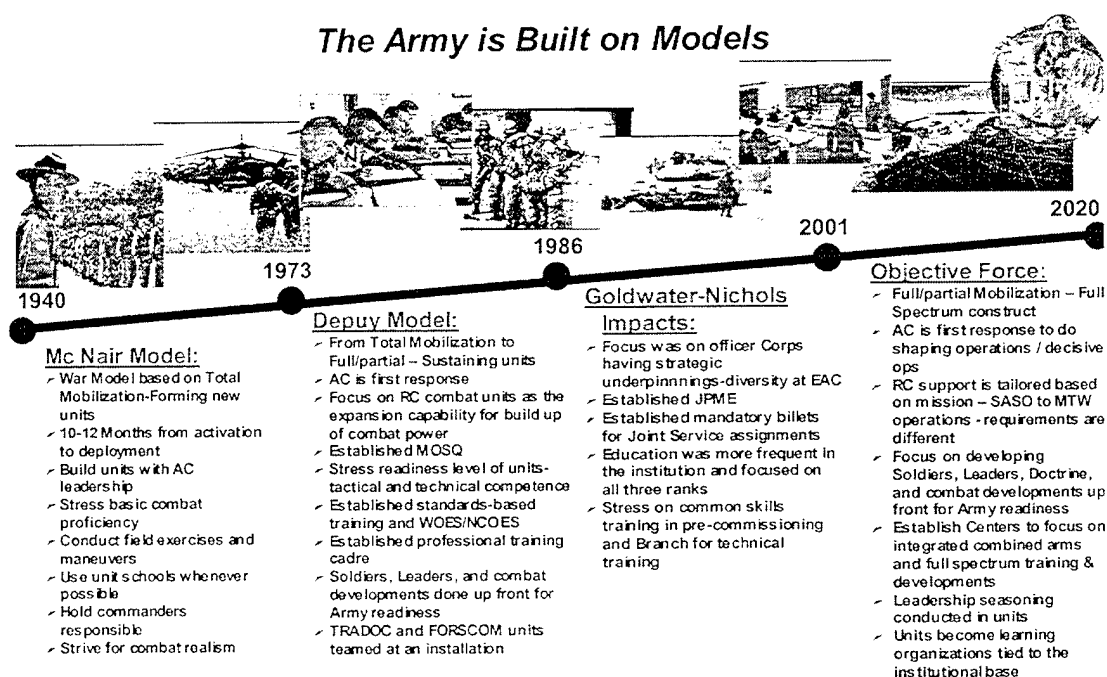 The Army is Built on Models
1940
1973
1986
2001
2020
Mc Nair Model:
✓ War Model based on Total
Mobilization-Forming new
units
✓ 10-12 Months from activation
to deployment
✓ Build units with AC
leadership
✓ Stress basic combat
proficiency
✓ Conduct field exercises and
maneuvers
✓ Use unit schools whenever
possible
✓ Hold commanders
responsible
✓ Strive for combat realism
Depuy Model:
✓ From Total Mobilization to
Full/partial – Sustaining units
✓ AC is first response
✓ Focus on RC combat units as the
expansion capability for build up
of combat power
✓ Established MOSQ
✓ Stress readiness level of units-
tactical and technical competence
✓ Established standards-based
training and WOES/NCOES
✓ Established professional training
cadre
✓ Soldiers, Leaders, and combat
developments done up front for
Army readiness
✓ TRADOC and FORSCOM units
teamed at an installation
Goldwater-Nichols
Impacts:
✓ Focus was on officer Corps
having strategic
underpinnnings-diversity at EAC
✓ Established JPME
✓ Established mandatory billets
for Joint Service assignments
✓ Education was more frequent in
the institution and focused on
all three ranks
✓ Stress on common skills
training in pre-commissioning
and Branch for technical
training
Objective Force:
✓ Full/partial Mobilization – Full
Spectrum construct
✓ AC is first response to do
shaping operations / decisive
ops
✓ RC support is tailored based
on mission – SASO to MTW
operations - requirements are
different
✓ Focus on developing
Soldiers, Leaders, Doctrine,
and combat developments up
front for Army readiness
✓ Establish Centers to focus on
integrated combined arms
and full spectrum training &
developments
✓ Leadership seasoning
conducted in units
✓ Units become learning
organizations tied to the
institutional base